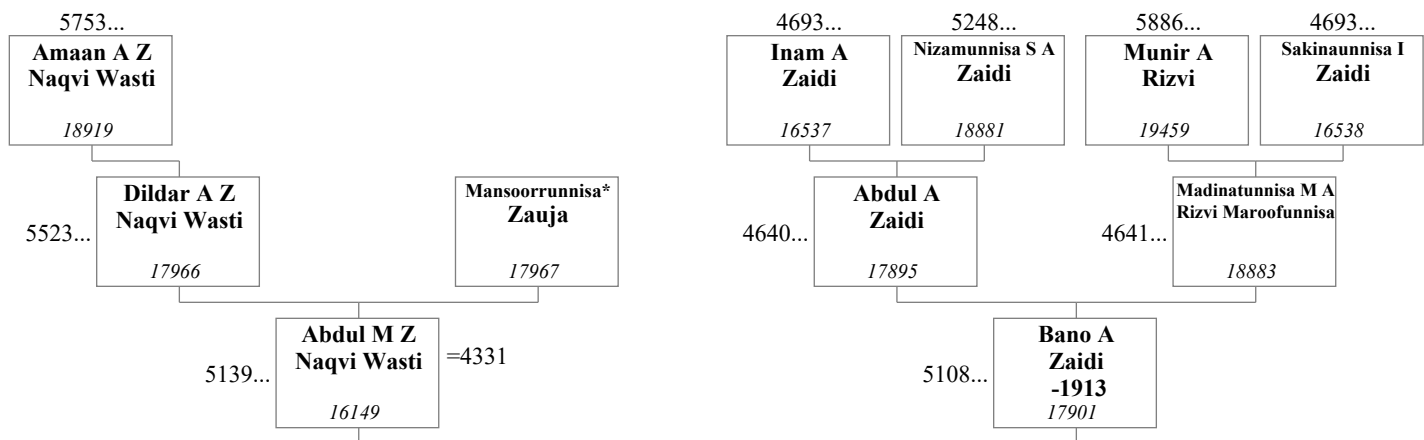 5753...
Amaan A Z
Naqvi Wasti
18919
4693...
Inam A
Zaidi
16537
5248...
Nizamunnisa S A
Zaidi
18881
5886...
Munir A
Rizvi
19459
4693...
Sakinaunnisa I
Zaidi
16538
5523...
Dildar A Z
Naqvi Wasti
17966
Mansoorrunnisa*
Zauja
17967
4640...
Abdul A
Zaidi
17895
4641...
Madinatunnisa M A
Rizvi Maroofunnisa
18883
5139...
Abdul M Z
Naqvi Wasti
16149
=4331
5108...
Bano A
Zaidi
-1913
17901